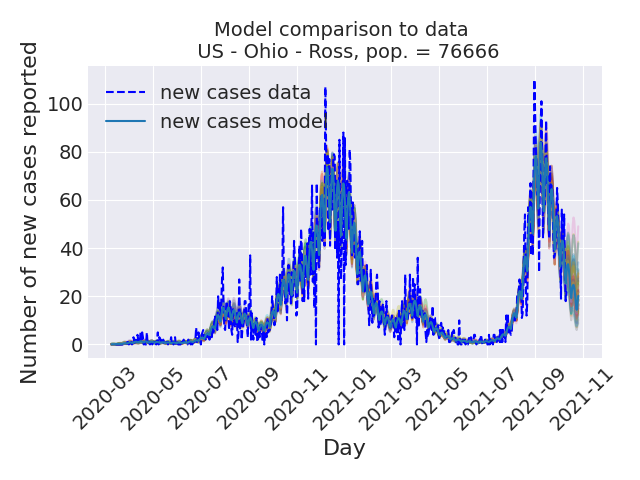 Model comparison to data
US - Ohio - Ross, pop. = 76666
Number of new cases reported
100
80
60
40
20
0
new cases data
new cases model
2020-03
2020-05
2020-07
2020-09
2020-11
2021-01
2021-03
2021-05
2021-07
2021-09
2021-11
Day